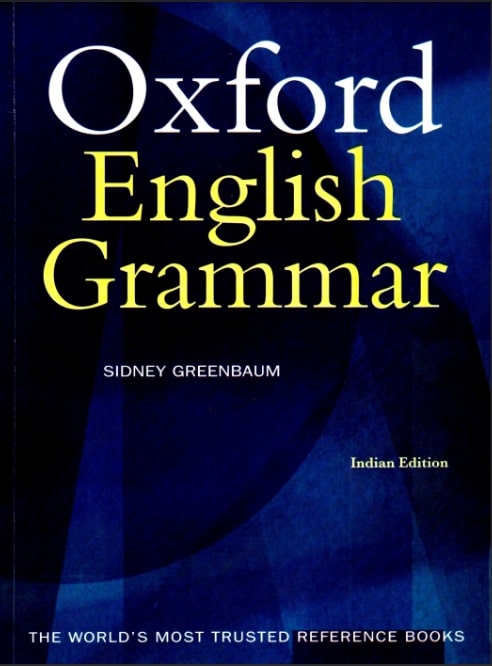 Oxford
English
Grammar
SIDNEY GREENBAUM
Indian Edition
THE WORLD'S MOST TRUSTED REFERENCE BOOKS